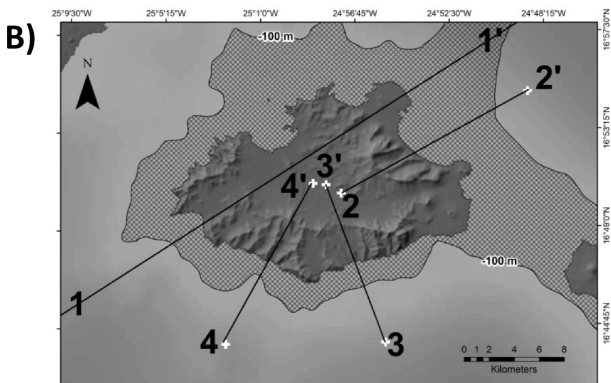 B)
25°9'30"W 25°5'15"W 25°1'0"W 24°56'45"W 24°52'30"W 24°48'15"W
16°57'30"N
16°53'15"N
16°49'0"N
16°44'45"N
-100 m
1'
2'
N
3'
4'
2
-100 m
1
4
3
0 1 2 4 6 8
Kilometers